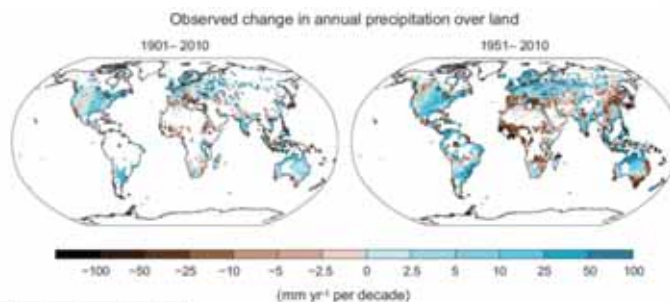 Observed change in annual precipitation over land
1901– 2010
1951– 2010
−100 −50 −25 −10 −5 −2.5 0 2.5 5 10 25 50 100
(mm yr⁻¹ per decade)